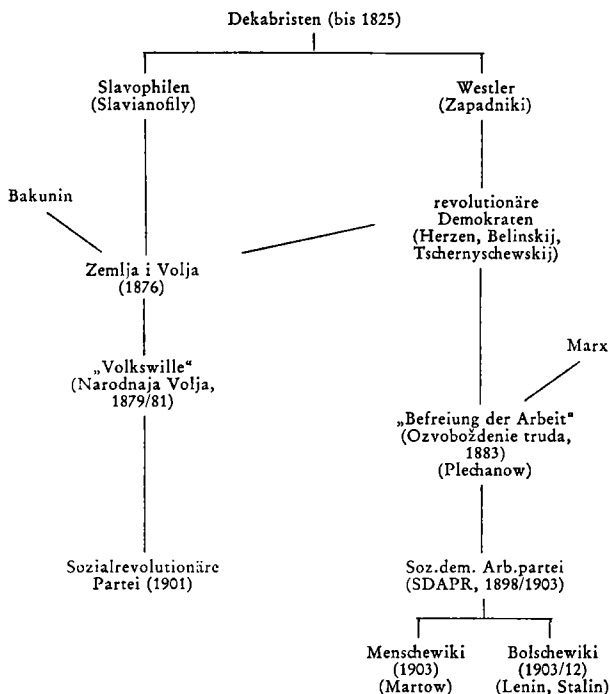 Dekabristen (bis 1825)
Slavophilen
(Slavianofily)
Westler
(Zapadniki)
Bakunin
revolutionäre
Demokraten
(Herzen, Belinskij,
Tschernyschewskij)
Zemlja i Volja
(1876)
„Volkswille“
(Narodnaja Volja,
1879/81)
Marx
„Befreiung der Arbeit“
(Ozvoboždenie truda,
1883)
(Plechanow)
Sozialrevolutionäre
Partei (1901)
Soz.dem. Arb.partei
(SDAPR, 1898/1903)
Menschewiki
(1903)
(Martow)
Bolschewiki
(1903/12)
(Lenin, Stalin)